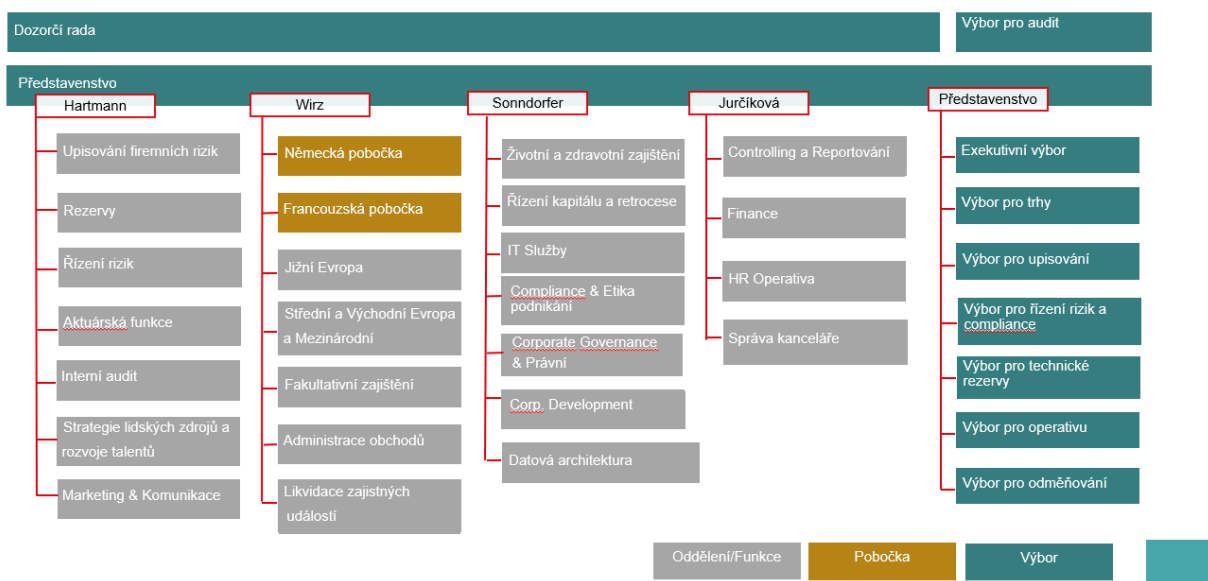 Dozorčí rada
Výbor pro audit
Představenstvo
Hartmann
Upisování firemních rizik
Rezervy
Řízení rizik
Aktuárská funkce
Interní audit
Strategie lidských zdrojů a
rozvoje talentů
Marketing & Komunikace
Wirz
Německá pobočka
Francouzská pobočka
Jižní Evropa
Střední a Východní Evropa
a Mezinárodní
Fakultativní zajištění
Administrace obchodů
Likvidace zajistných
událostí
Sonndorfer
Životní a zdravotní zajištění
Řízení kapitálu a retrocese
IT Služby
Compliance & Etika
podnikání
Corporate Governance
& Právní
Corp. Development
Datová architektura
Jurčíková
Controlling a Reportování
Finance
HR Operativa
Správa kanceláře
Představenstvo
Exekutivní výbor
Výbor pro trhy
Výbor pro upisování
Výbor pro řízení rizik a
compliance
Výbor pro technické
rezervy
Výbor pro operativu
Výbor pro odměňování
Oddělení/Funkce
Pobočka
Výbor